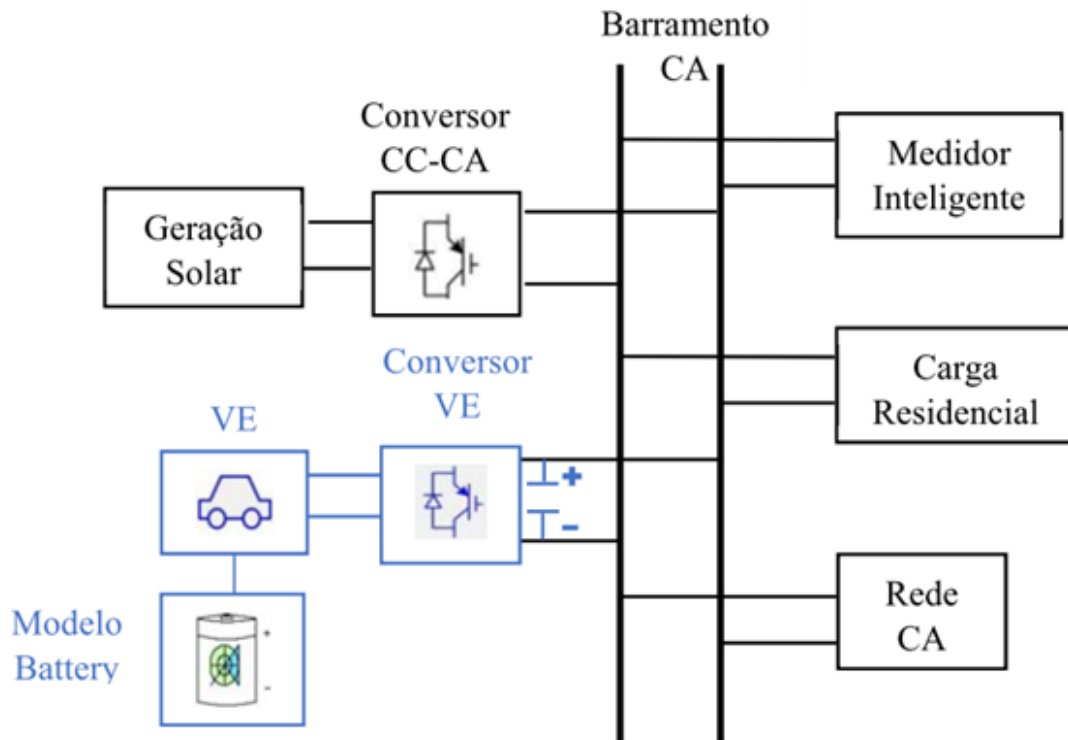 Barramento
CA
Conversor
CC-CA
Geração
Solar
Medidor
Inteligente
Conversor
VE
VE
+
-
Carga
Residencial
Modelo
Battery
+
-
Rede
CA